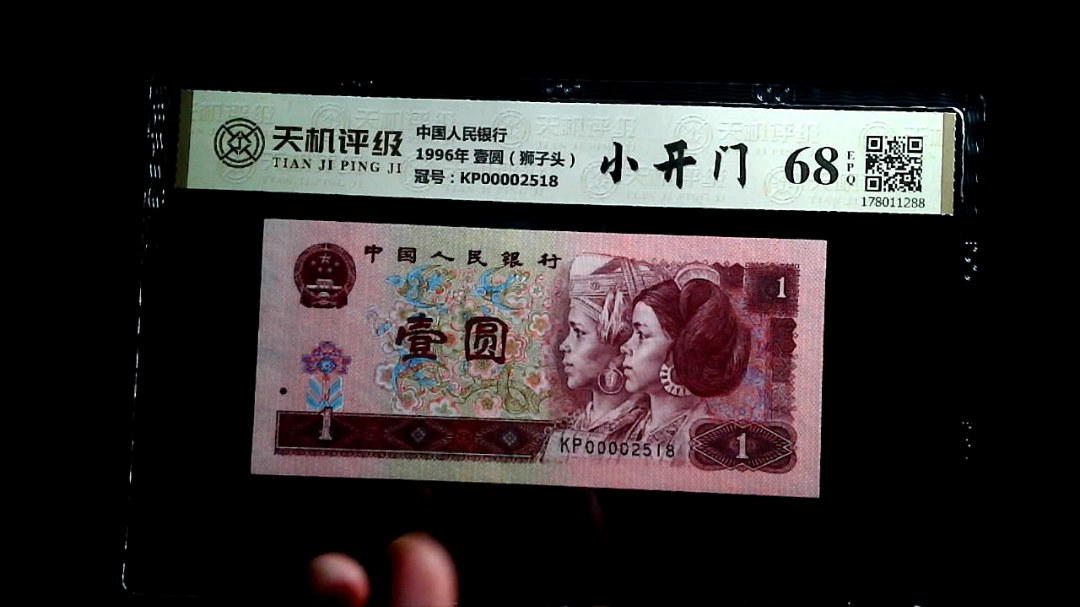 天机评级
TIAN JI PING JI
中国人民银行
1996年 壹圆（狮子头）
冠号：KP00002518
小开门
68
EPQ
178011288
中国人民银行
1
壹圆
1
KP00002518
1